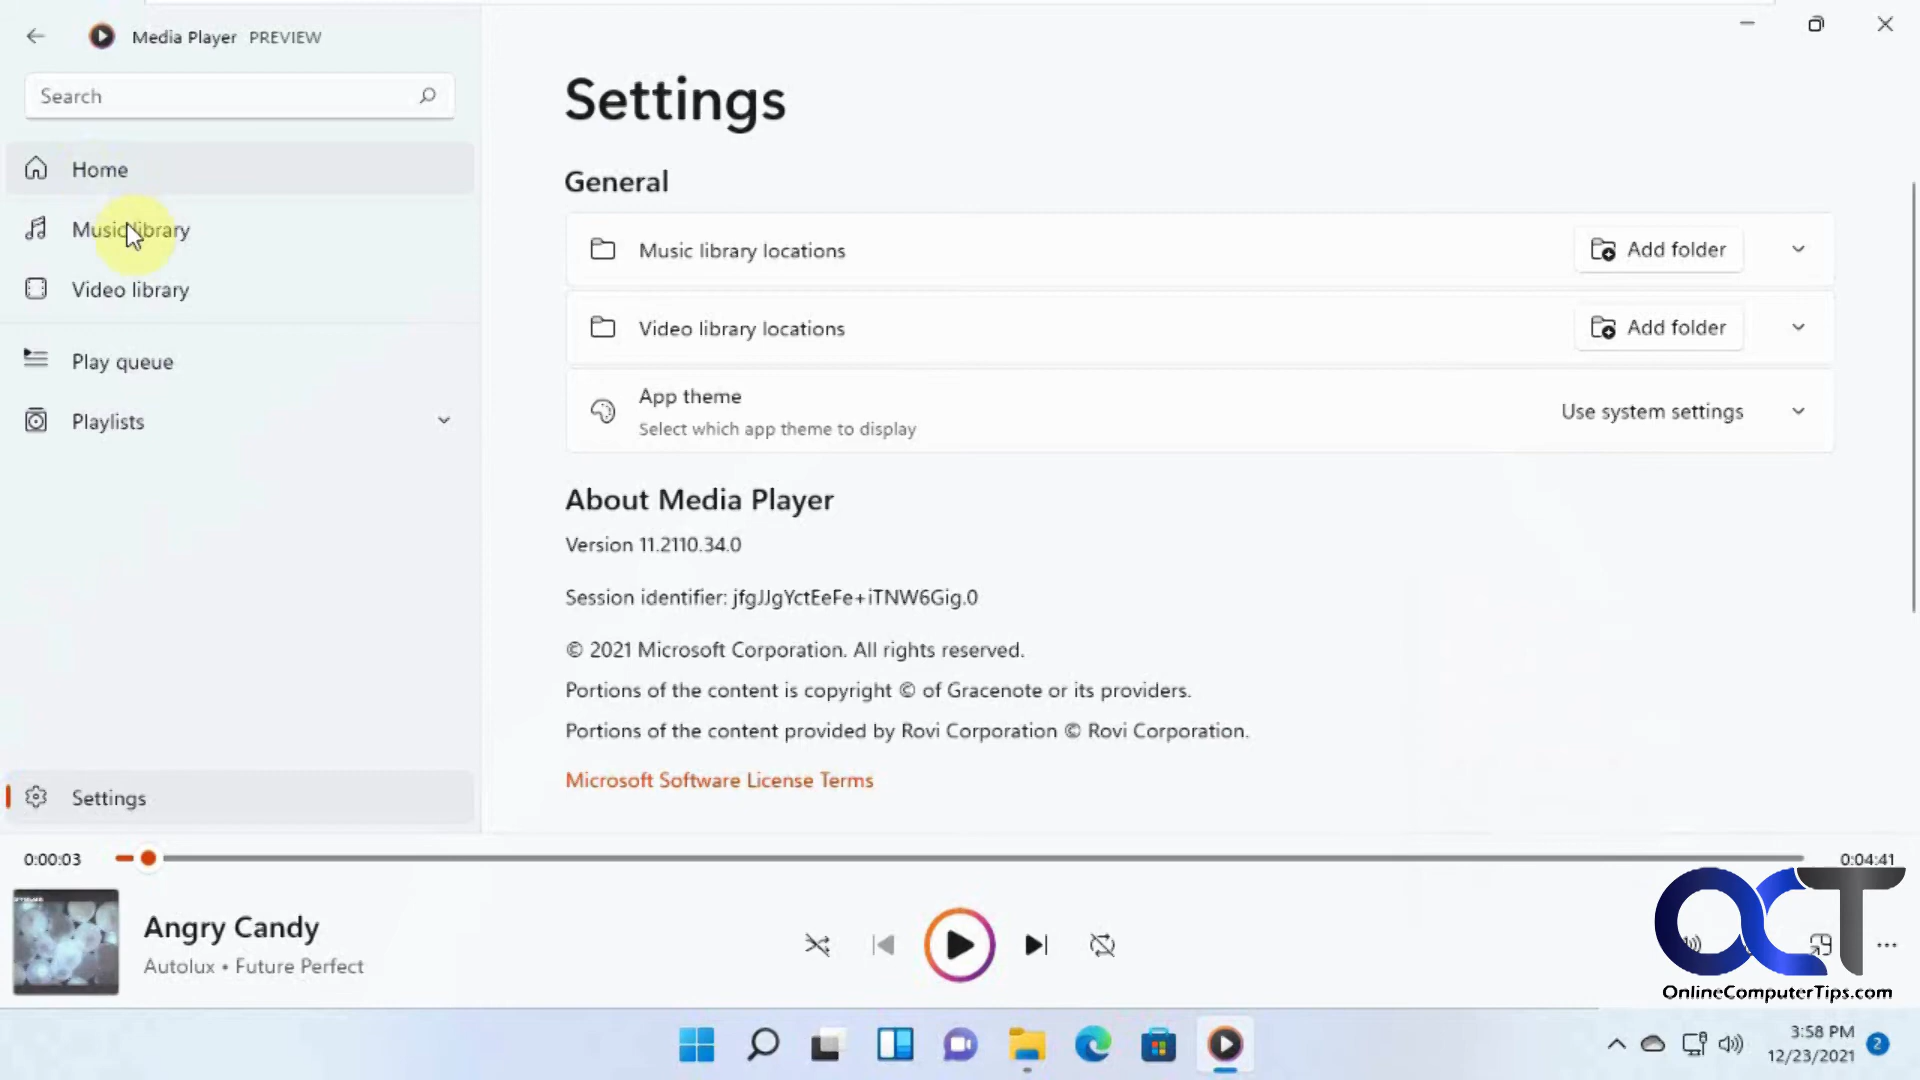 Media Player PREVIEW
Search
Home
Music library
Video library
Play queue
Playlists
Settings
Settings
General
Music library locations
Add folder
Video library locations
Add folder
App theme
Select which app theme to display
Use system settings
About Media Player
Version 11.2110.34.0
Session identifier: jfgJJgYctEeFe+iTNW6Gig.0
© 2021 Microsoft Corporation. All rights reserved.
Portions of the content is copyright © of Gracenote or its providers.
Portions of the content provided by Rovi Corporation © Rovi Corporation.
Microsoft Software License Terms
0:00:03
0:04:41
Angry Candy
Autolux • Future Perfect
OCT
OnlineComputerTips.com
3:58 PM
12/23/2021
2